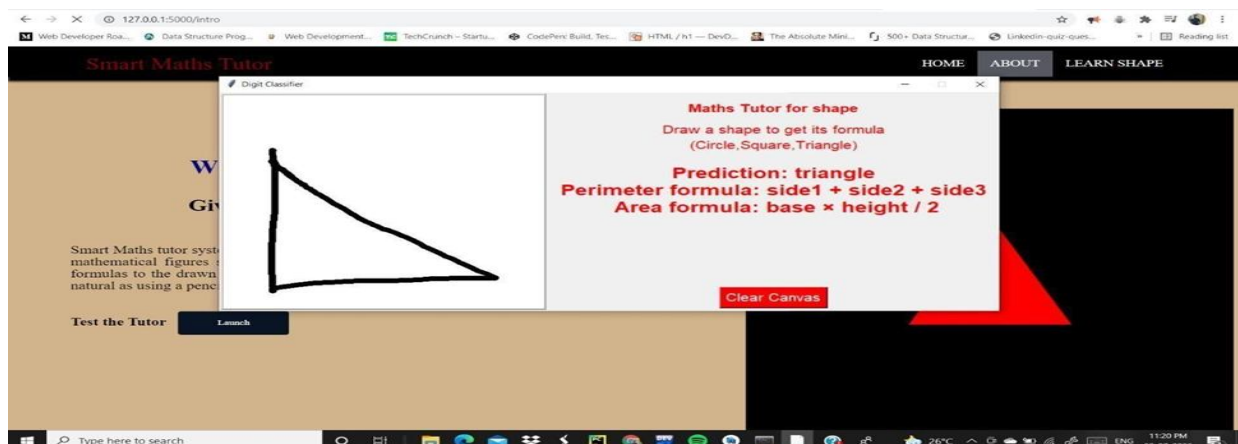 127.0.0.1:5000/intro
Web Developer Roa... Data Structure Prog... Web Development... TechCrunch – Startu... CodePen: Build, Tes... HTML / h1 — DevD... The Absolute Mini... 500+ Data Structur... Linkedin-quiz-ques... » Reading list
Smart Maths Tutor HOME ABOUT LEARN SHAPE
Digit Classifier
Maths Tutor for shape
Draw a shape to get its formula
(Circle,Square,Triangle)
Prediction: triangle
Perimeter formula: side1 + side2 + side3
Area formula: base × height / 2
Clear Canvas
W
Giv
Smart Maths tutor syst
mathematical figures
formulas to the drawn
natural as using a penc
Test the Tutor Launch
Type here to search 26°C ENG 11:20 PM